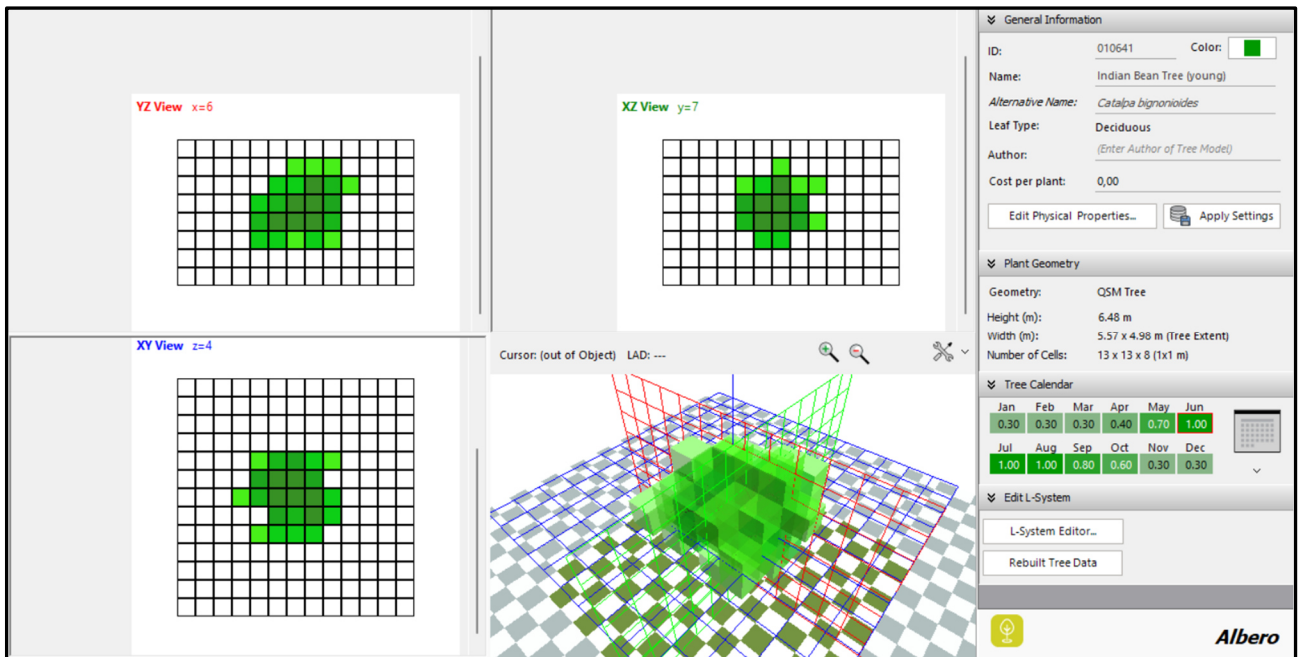 YZ View x=6
XZ View y=7
XY View z=4
Cursor: (out of Object) LAD: ---
General Information
ID: 010641 Color:
Name: Indian Bean Tree (young)
Alternative Name: Catalpa bignonioides
Leaf Type: Deciduous
Author: (Enter Author of Tree Model)
Cost per plant: 0,00
Edit Physical Properties... Apply Settings
Plant Geometry
Geometry: QSM Tree
Height (m): 6.48 m
Width (m): 5.57 x 4.98 m (Tree Extent)
Number of Cells: 13 x 13 x 8 (1x1 m)
Tree Calendar
Jan Feb Mar Apr May Jun
0.30 0.30 0.30 0.40 0.70 1.00
Jul Aug Sep Oct Nov Dec
1.00 1.00 0.80 0.60 0.30 0.30
Edit L-System
L-System Editor...
Rebuilt Tree Data
Albero